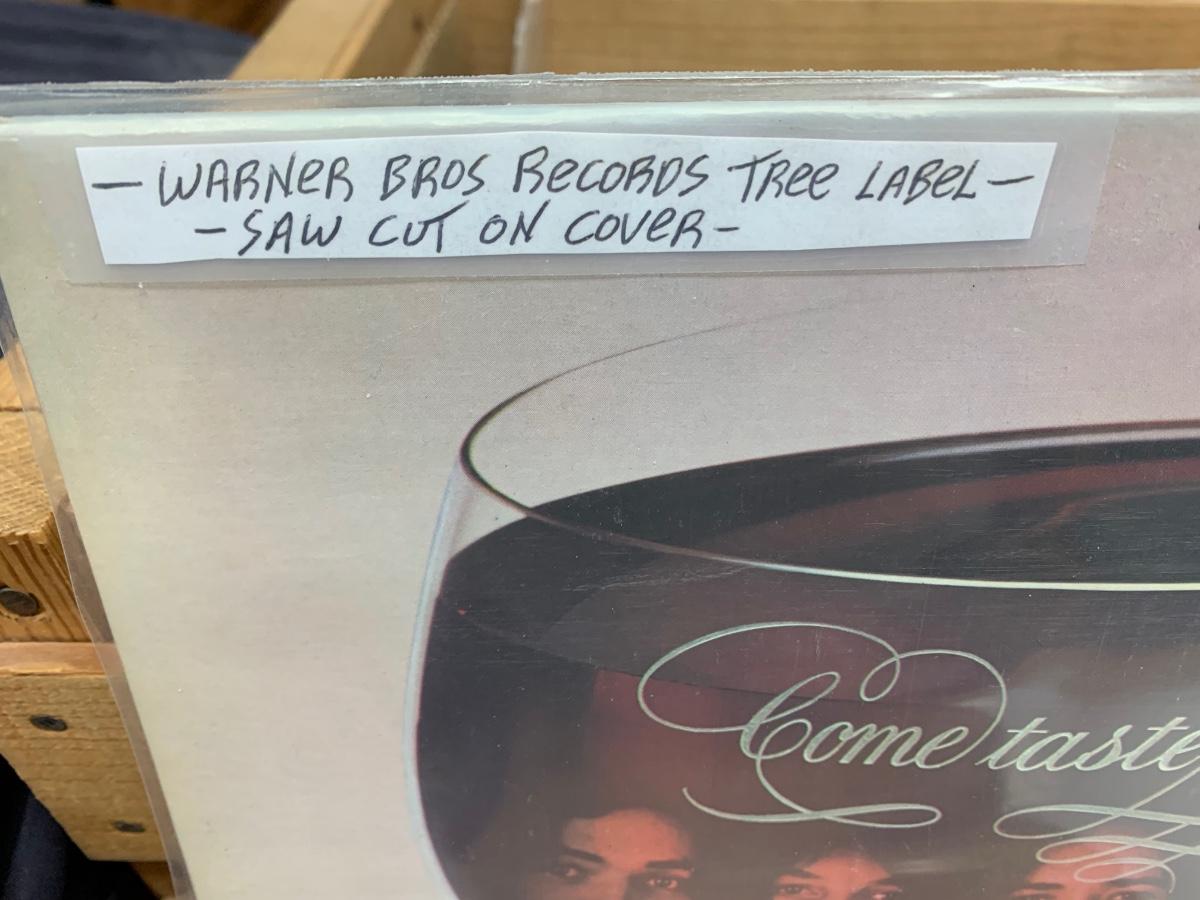 - WARNER BROS RECORDS TREE LABEL -
- SAW CUT ON COVER -
Come taste